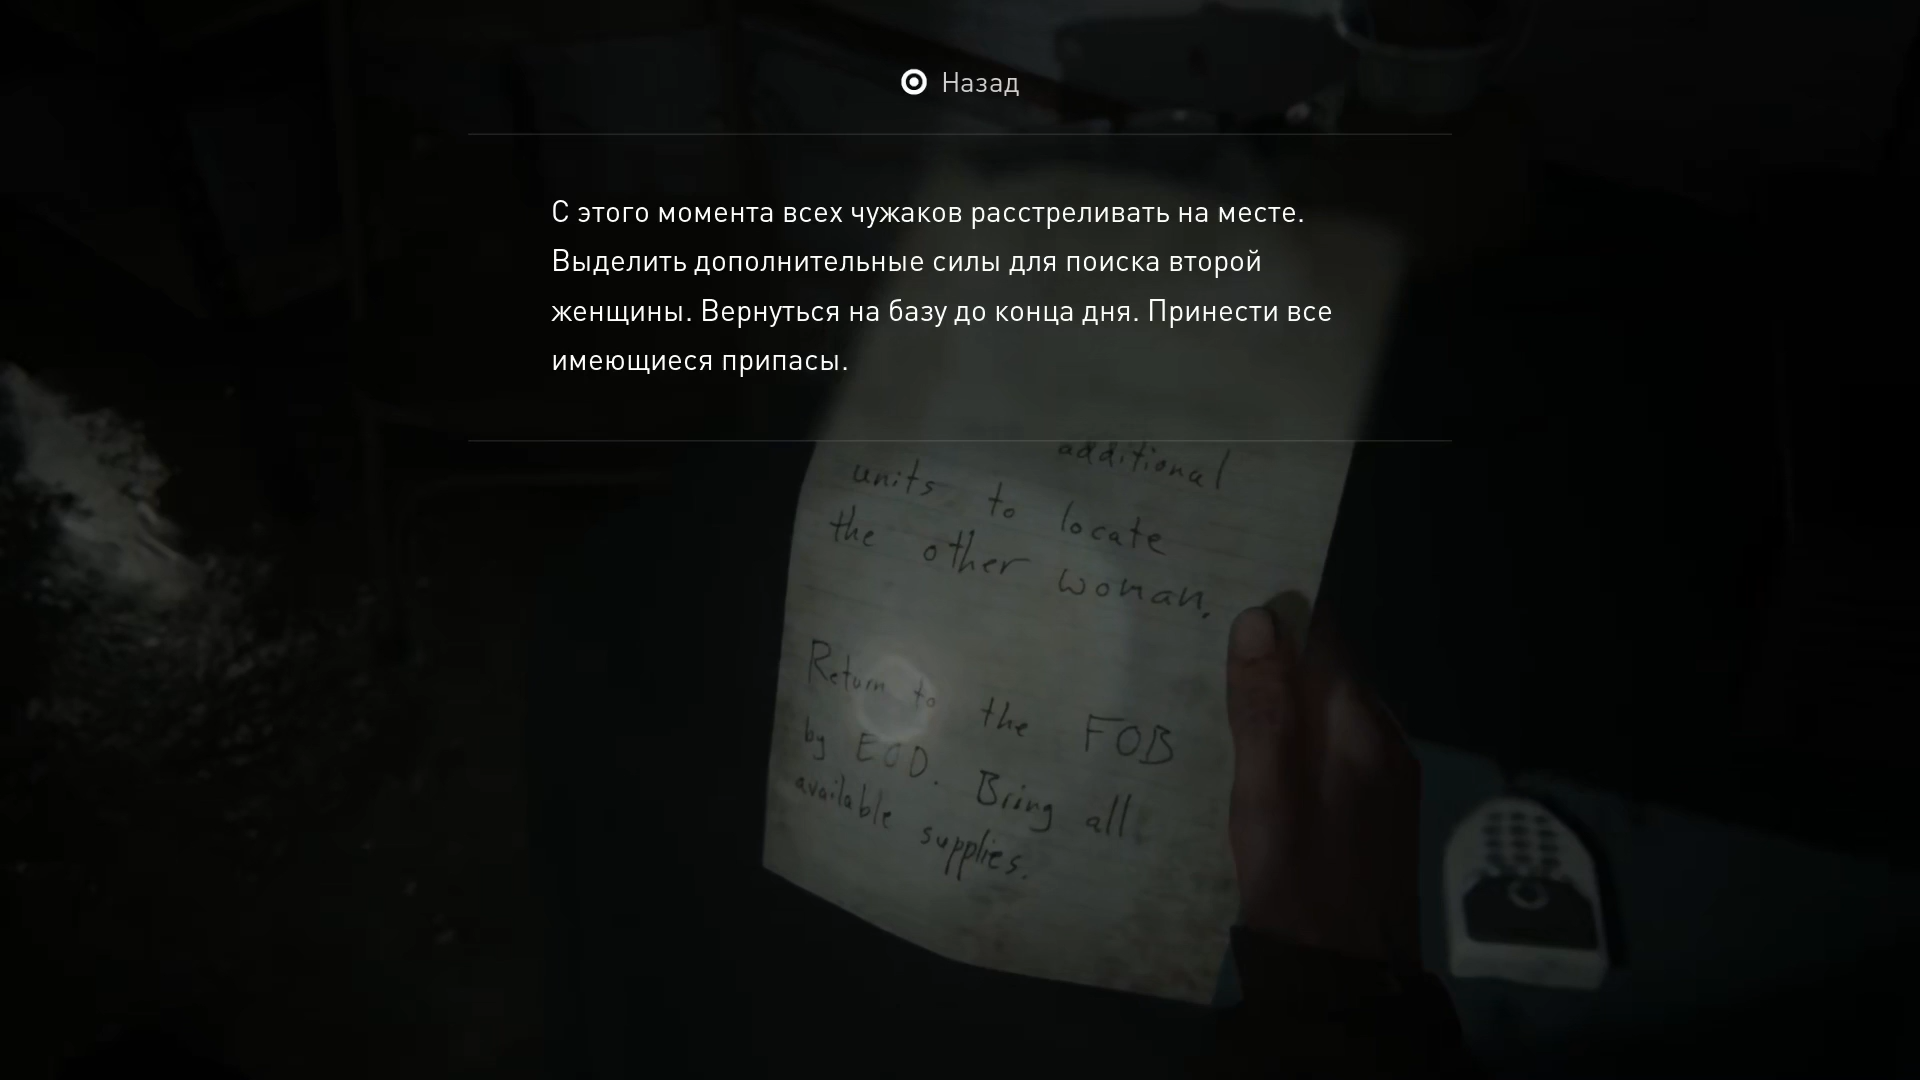 Назад
С этого момента всех чужаков расстреливать на месте.
Выделить дополнительные силы для поиска второй
женщины. Вернуться на базу до конца дня. Принести все
имеющиеся припасы.
additional
units to locate
the other woman.
Return to the FOB
by EOD. Bring all
available supplies.